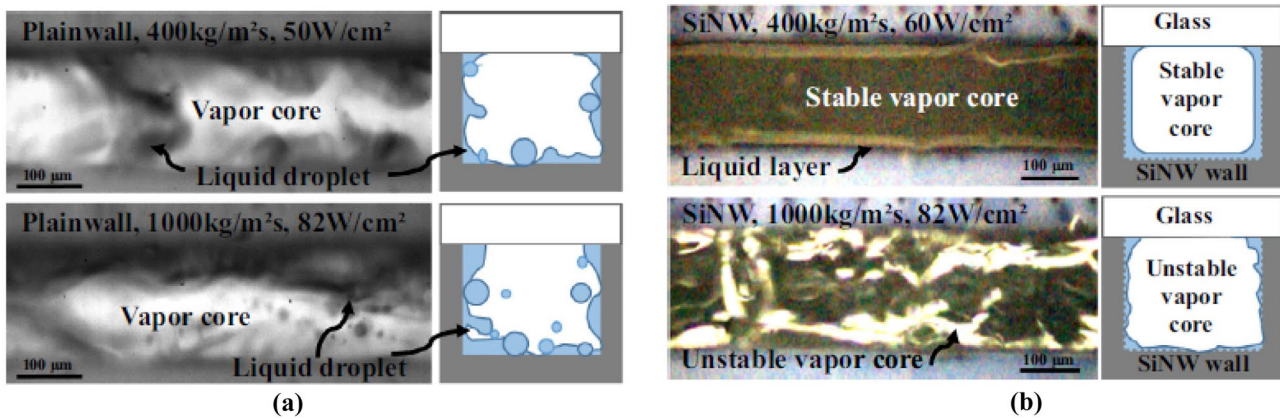 Plainwall, 400kg/m²s, 50W/cm²
Vapor core
Liquid droplet
100 µm
Plainwall, 1000kg/m²s, 82W/cm²
Vapor core
Liquid droplet
100 µm
(a)
SiNW, 400kg/m²s, 60W/cm²
Stable vapor core
Liquid layer
100 µm
Glass
Stable
vapor
core
SiNW wall
SiNW, 1000kg/m²s, 82W/cm²
Unstable vapor core
100 µm
Glass
Unstable
vapor
core
SiNW wall
(b)